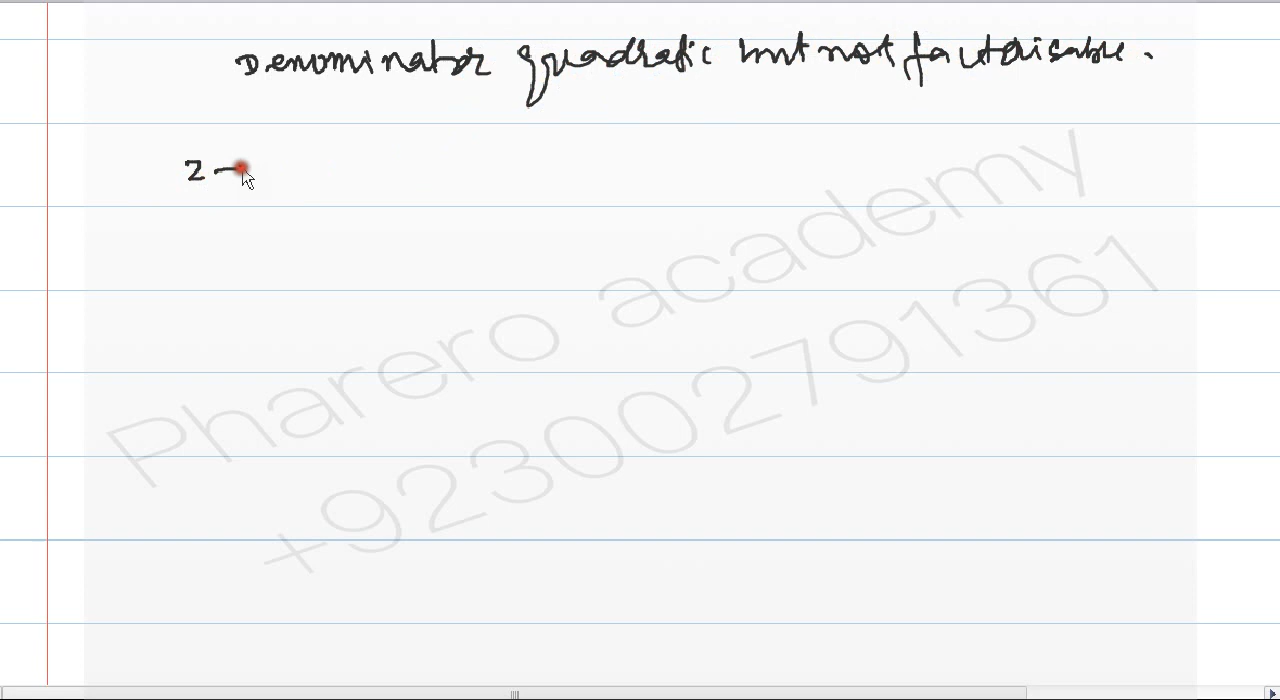 Denominator quadratic but not factorisable.
2 -
Pharero academy
+923002791361